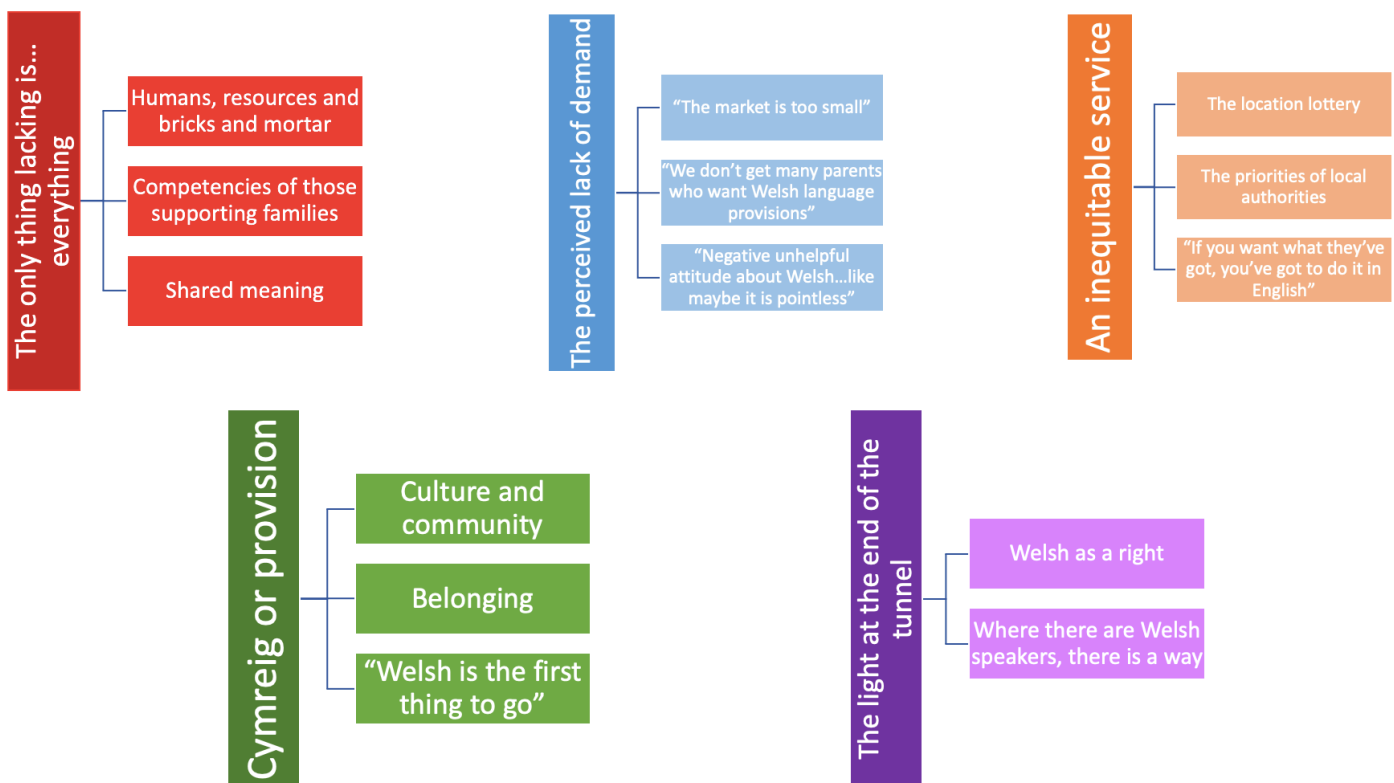 The only thing lacking is...
everything
Humans, resources and
bricks and mortar
Competencies of those
supporting families
Shared meaning
The perceived lack of demand
“The market is too small”
“We don’t get many parents
who want Welsh language
provisions”
“Negative unhelpful
attitude about Welsh...like
maybe it is pointless”
An inequitable service
The location lottery
The priorities of local
authorities
“If you want what they’ve
got, you’ve got to do it in
English”
Cymreig or provision
Culture and
community
Belonging
“Welsh is the first
thing to go”
The light at the end of the
tunnel
Welsh as a right
Where there are Welsh
speakers, there is a way